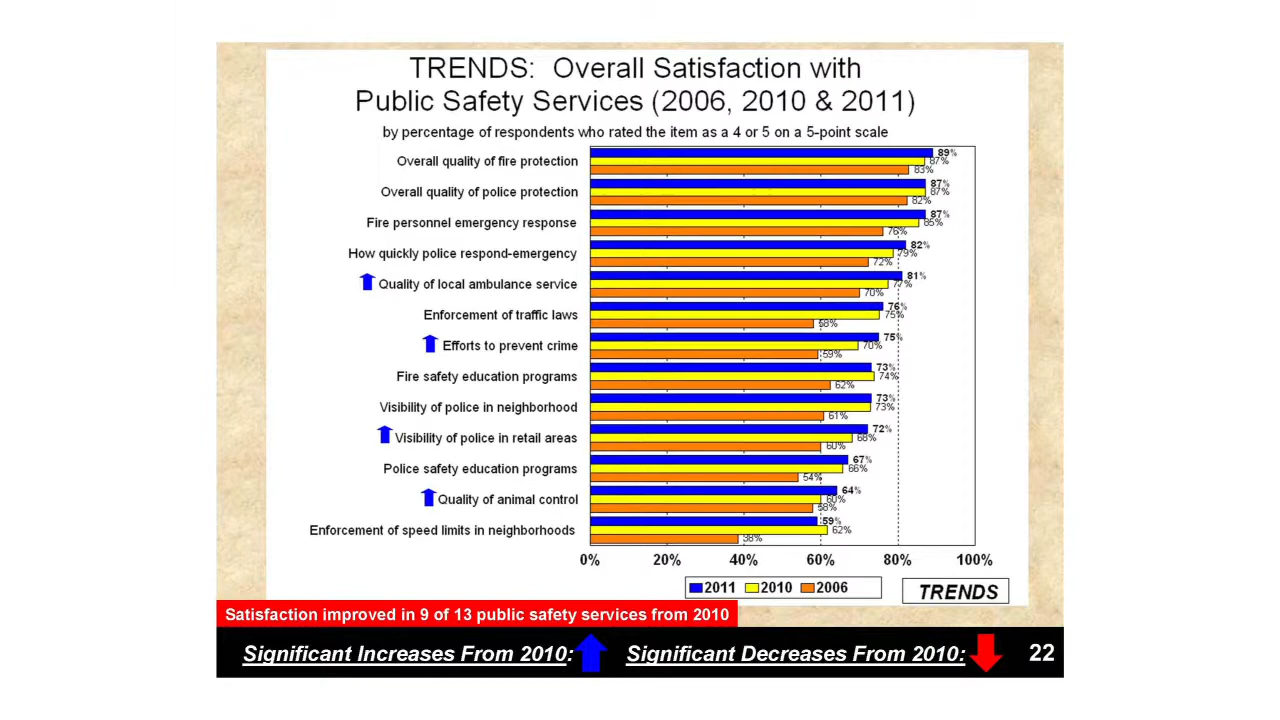 TRENDS: Overall Satisfaction with
Public Safety Services (2006, 2010 & 2011)
by percentage of respondents who rated the item as a 4 or 5 on a 5-point scale
Overall quality of fire protection
89%
87%
83%
Overall quality of police protection
87%
87%
82%
Fire personnel emergency response
87%
85%
76%
How quickly police respond-emergency
82%
79%
72%
Quality of local ambulance service
81%
77%
70%
Enforcement of traffic laws
76%
75%
58%
Efforts to prevent crime
75%
70%
59%
Fire safety education programs
73%
74%
62%
Visibility of police in neighborhood
73%
73%
61%
Visibility of police in retail areas
72%
68%
60%
Police safety education programs
67%
66%
54%
Quality of animal control
64%
60%
58%
Enforcement of speed limits in neighborhoods
59%
62%
38%
0% 20% 40% 60% 80% 100%
2011 2010 2006
TRENDS
Satisfaction improved in 9 of 13 public safety services from 2010
Significant Increases From 2010: Significant Decreases From 2010: 22